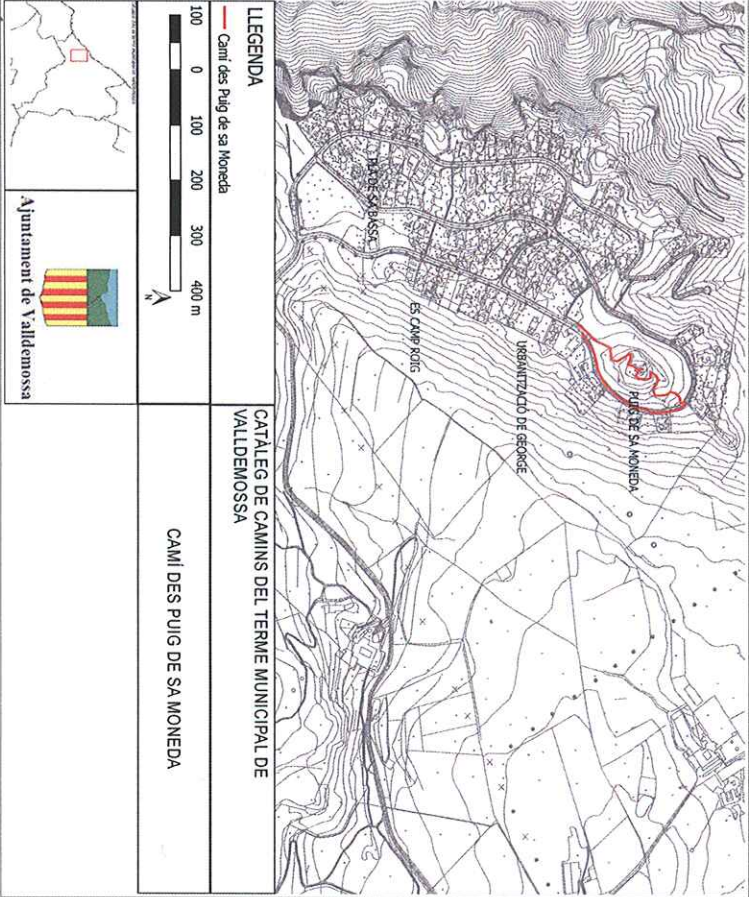 PLA DE SA BASSA
ES CAMP ROIG
URBANITZACIÓ DE GEORGE
PUIG DE SA MONEDA
LLEGENDA
Camí des Puig de sa Moneda
100 0 100 200 300 400 m
N
Ajuntament de Valldemossa
CATÀLEG DE CAMINS DEL TERME MUNICIPAL DE
VALLDEMOSSA
CAMÍ DES PUIG DE SA MONEDA